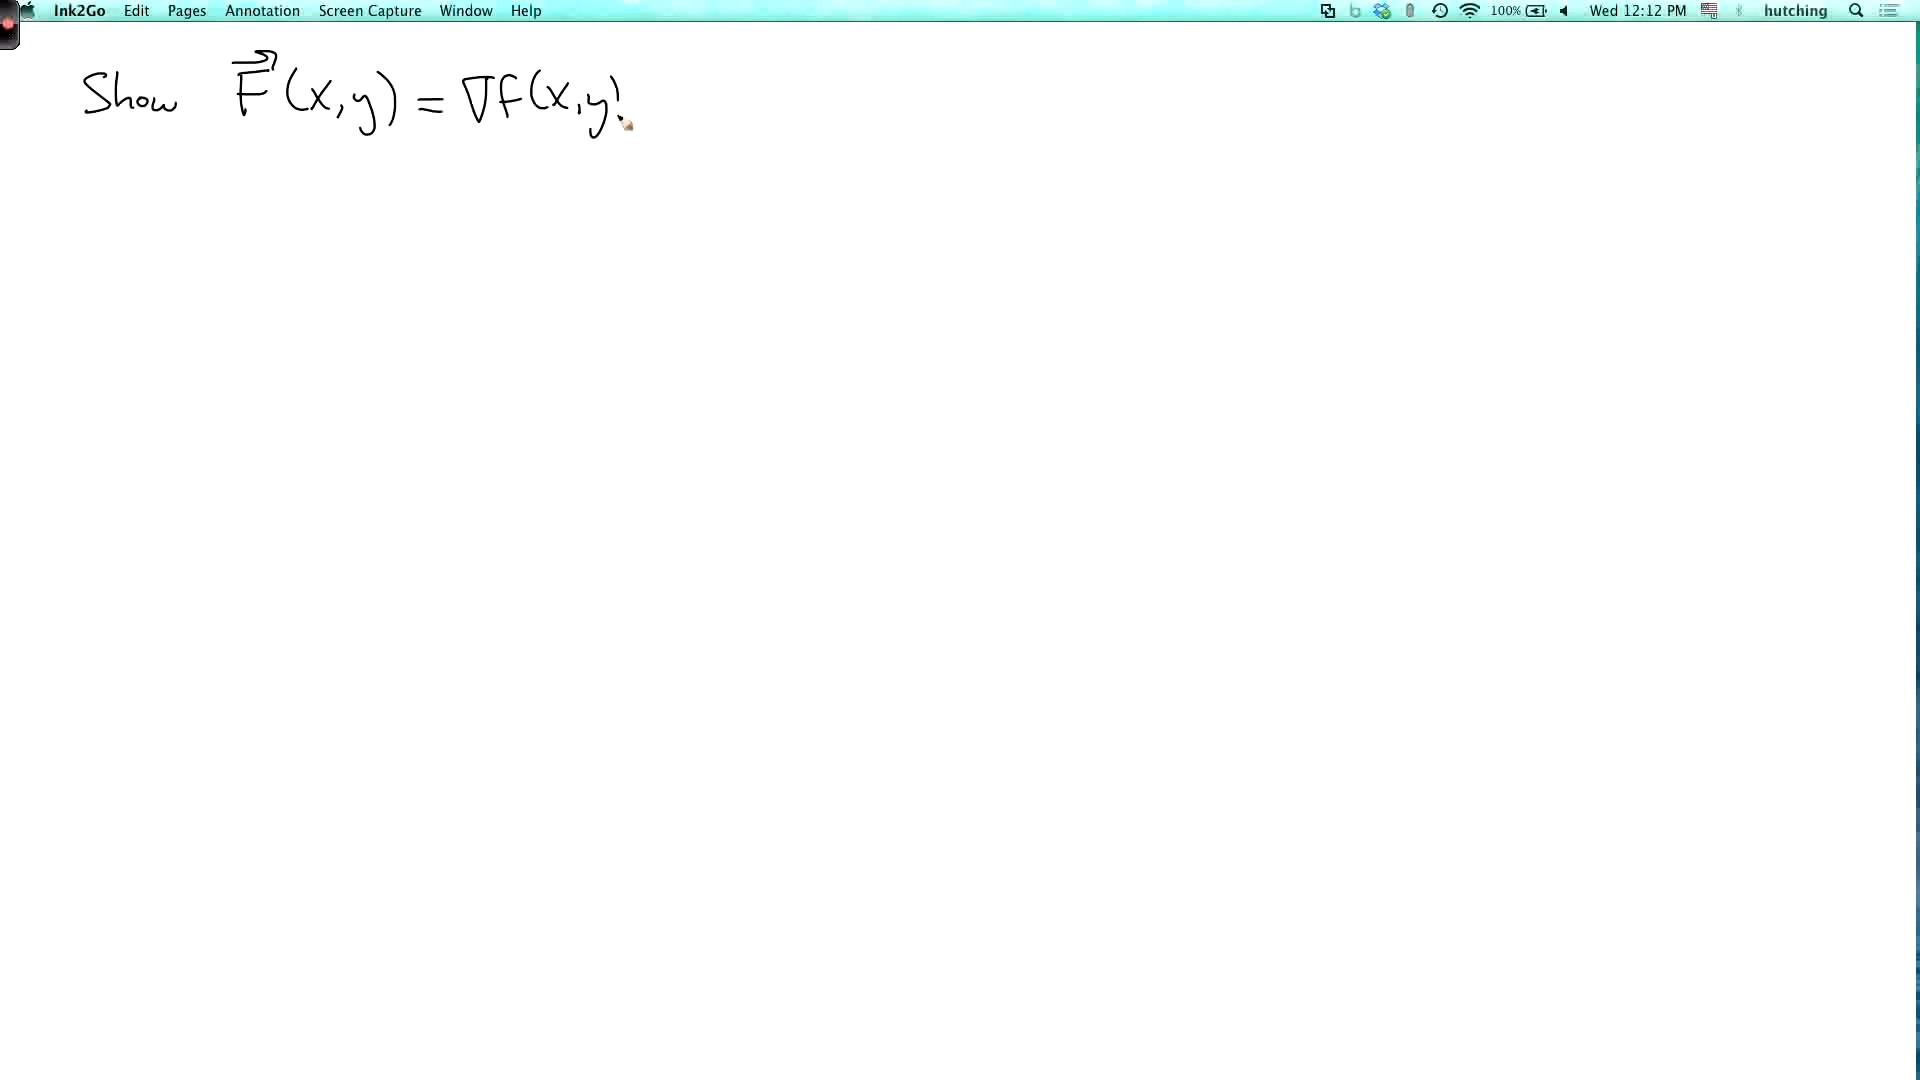 Ink2Go Edit Pages Annotation Screen Capture Window Help 100% Wed 12:12 PM hutching
Show F⃗(x,y) = ∇f(x,y)